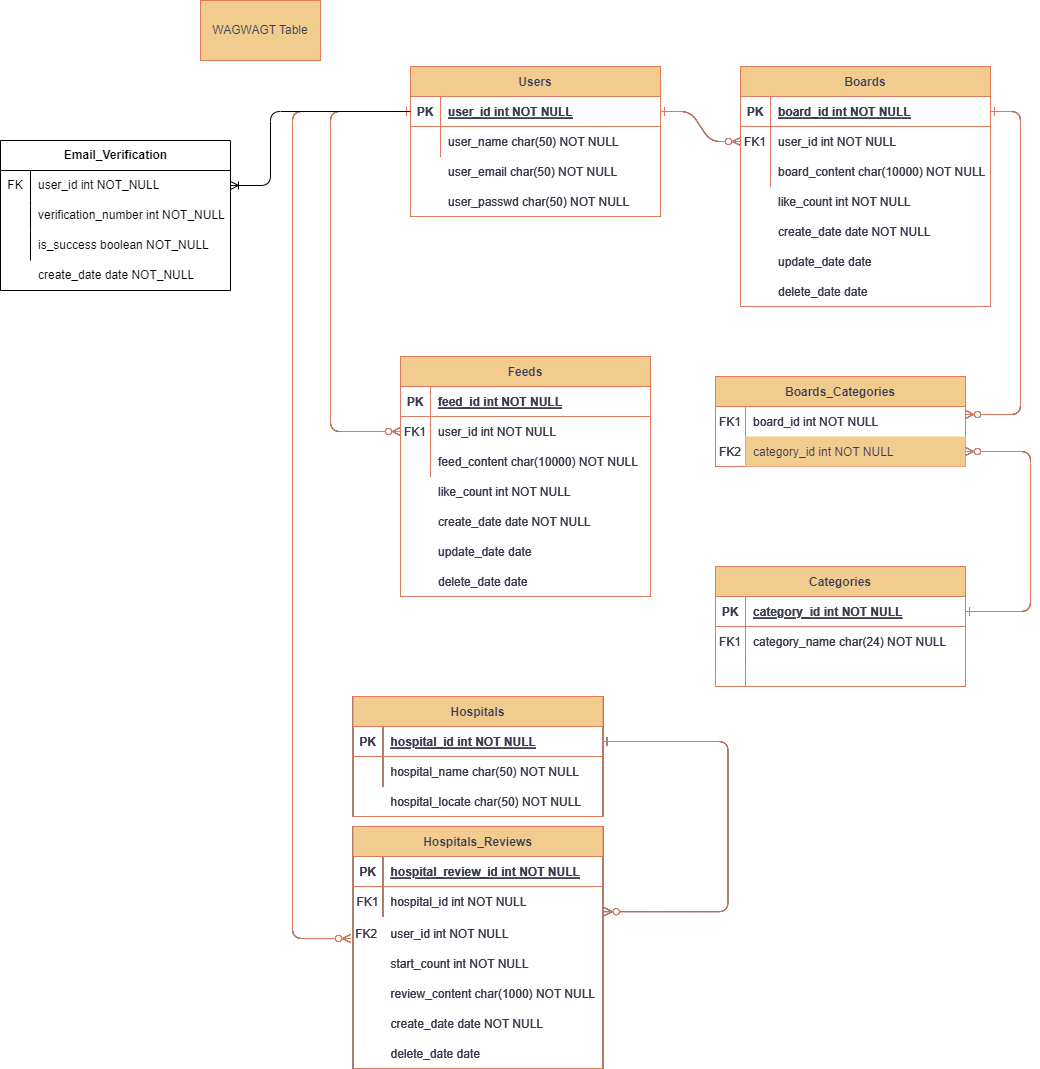 WAGWAGT Table
Users
PK user_id int NOT NULL
user_name char(50) NOT NULL
user_email char(50) NOT NULL
user_passwd char(50) NOT NULL
Boards
PK board_id int NOT NULL
FK1 user_id int NOT NULL
board_content char(10000) NOT NULL
like_count int NOT NULL
create_date date NOT NULL
update_date date
delete_date date
Email_Verification
FK user_id int NOT_NULL
verification_number int NOT_NULL
is_success boolean NOT_NULL
create_date date NOT_NULL
Feeds
PK feed_id int NOT NULL
FK1 user_id int NOT NULL
feed_content char(10000) NOT NULL
like_count int NOT NULL
create_date date NOT NULL
update_date date
delete_date date
Boards_Categories
FK1 board_id int NOT NULL
FK2 category_id int NOT NULL
Categories
PK category_id int NOT NULL
FK1 category_name char(24) NOT NULL
Hospitals
PK hospital_id int NOT NULL
hospital_name char(50) NOT NULL
hospital_locate char(50) NOT NULL
Hospitals_Reviews
PK hospital_review_id int NOT NULL
FK1 hospital_id int NOT NULL
FK2 user_id int NOT NULL
start_count int NOT NULL
review_content char(1000) NOT NULL
create_date date NOT NULL
delete_date date